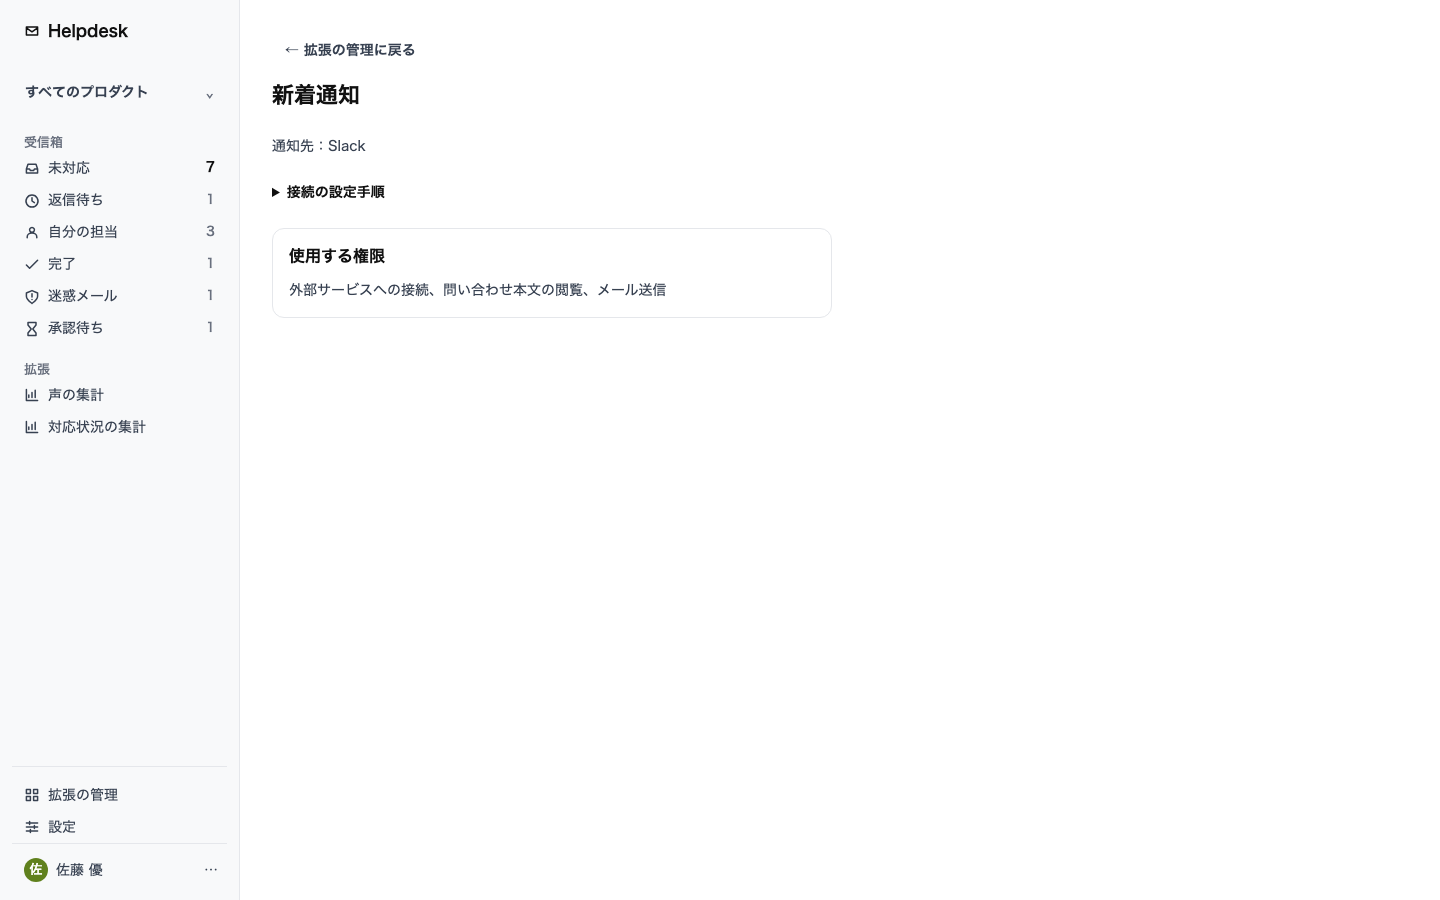 Helpdesk
すべてのプロダクト
受信箱
未対応 7
返信待ち 1
自分の担当 3
完了 1
迷惑メール 1
承認待ち 1
拡張
声の集計
対応状況の集計
拡張の管理
設定
佐 佐藤 優 …
← 拡張の管理に戻る
新着通知
通知先：Slack
▶ 接続の設定手順
使用する権限
外部サービスへの接続、問い合わせ本文の閲覧、メール送信